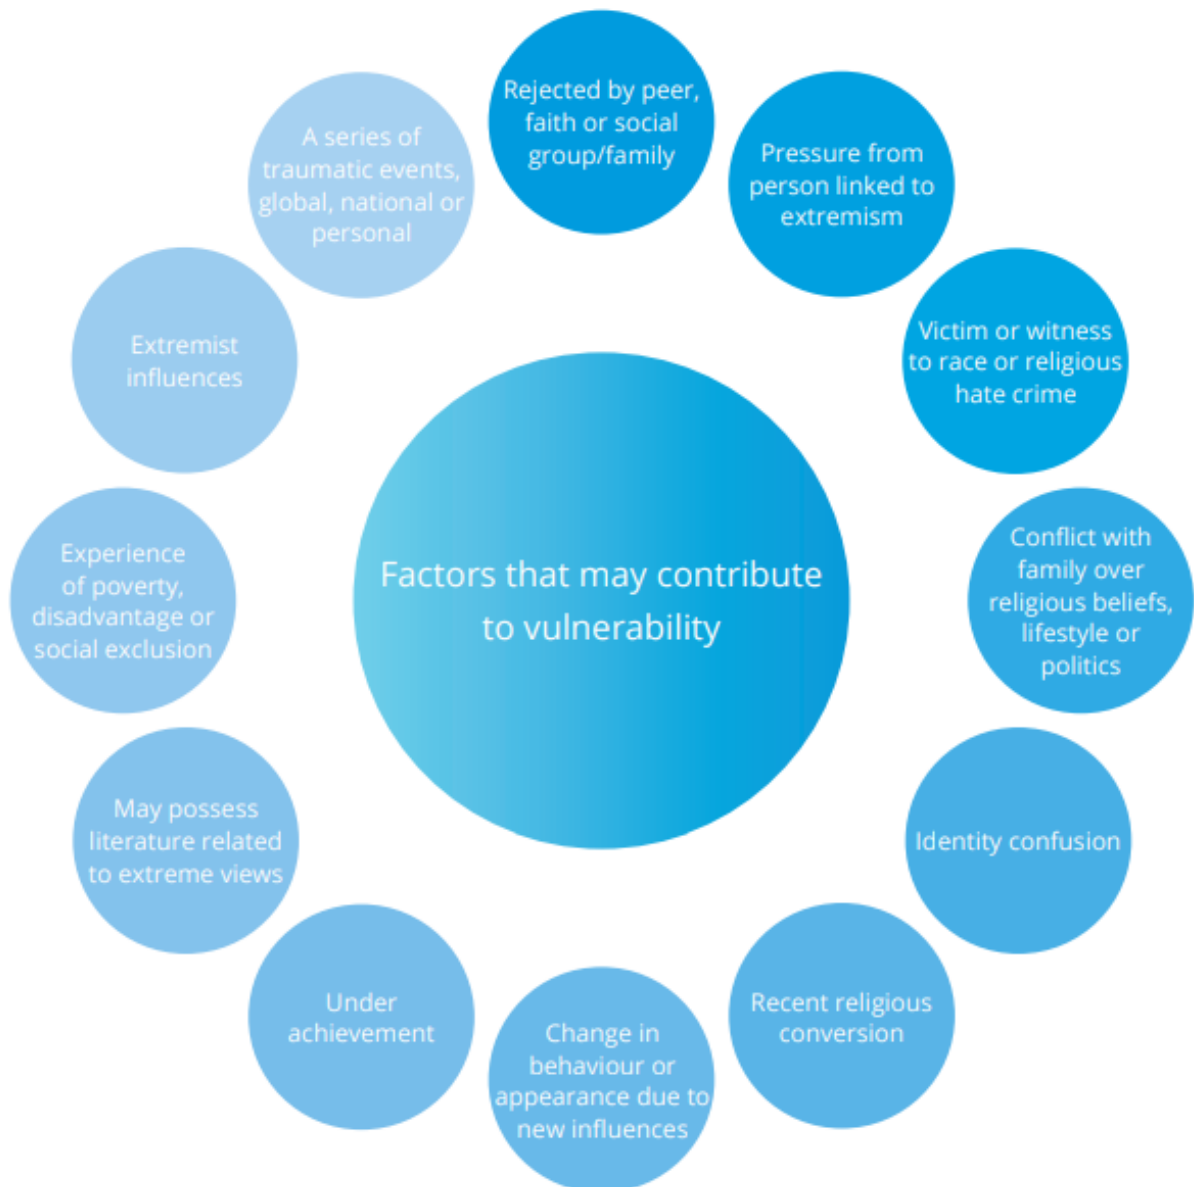 Rejected by peer,
faith or social
group/family
Pressure from
person linked to
extremism
Victim or witness
to race or religious
hate crime
Conflict with
family over
religious beliefs,
lifestyle or
politics
Identity confusion
Recent religious
conversion
Change in
behaviour or
appearance due to
new influences
Under
achievement
May possess
literature related
to extreme views
Experience
of poverty,
disadvantage or
social exclusion
Extremist
influences
A series of
traumatic events,
global, national or
personal
Factors that may contribute
to vulnerability